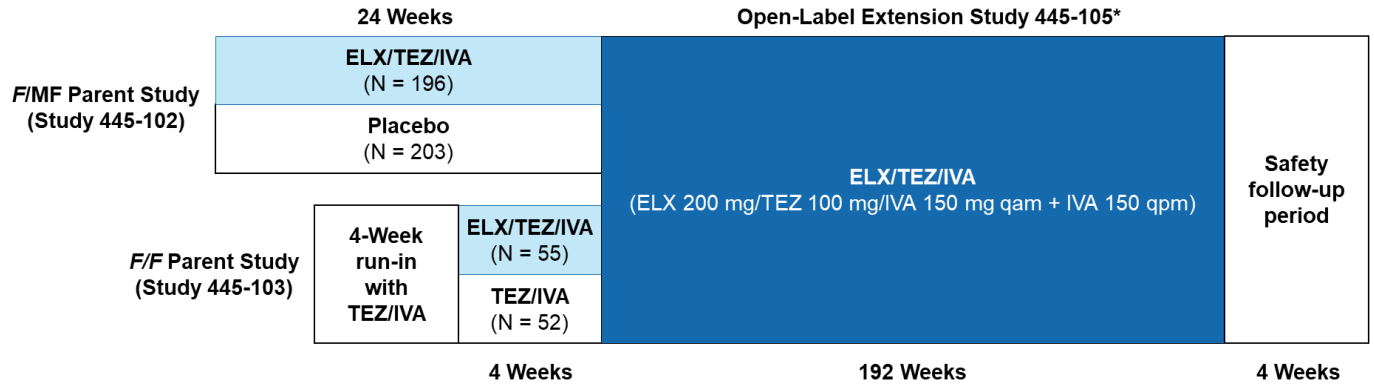 24 Weeks
Open-Label Extension Study 445-105*
F/MF Parent Study
(Study 445-102)
ELX/TEZ/IVA
(N = 196)
Placebo
(N = 203)
F/F Parent Study
(Study 445-103)
4-Week
run-in
with
TEZ/IVA
ELX/TEZ/IVA
(N = 55)
TEZ/IVA
(N = 52)
ELX/TEZ/IVA
(ELX 200 mg/TEZ 100 mg/IVA 150 mg qam + IVA 150 qpm)
Safety
follow-up
period
4 Weeks
192 Weeks
4 Weeks